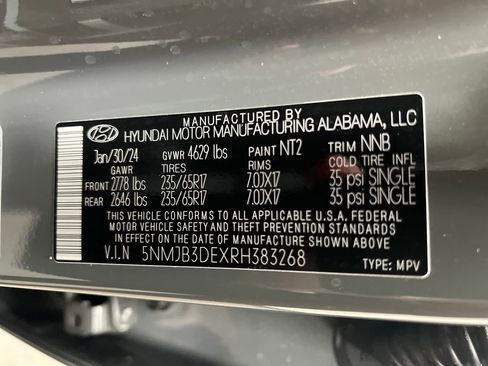 MANUFACTURED BY
HYUNDAI MOTOR MANUFACTURING ALABAMA, LLC
Jan/30/24 GVWR 4629 lbs PAINT NT2 TRIM NNB
GAWR TIRES RIMS COLD TIRE INFL
FRONT 2778 lbs 235/65R17 7.0JX17 35 psi SINGLE
REAR 2646 lbs 235/65R17 7.0JX17 35 psi SINGLE
THIS VEHICLE CONFORMS TO ALL APPLICABLE U.S.A.FEDERAL
MOTOR VEHICLE SAFETY AND THEFT PREVENTION STANDARDS
IN EFFECT ON THE DATE OF MANUFACTURE SHOWN ABOVE.
V.I.N 5NMJB3DEXRH383268
TYPE: MPV